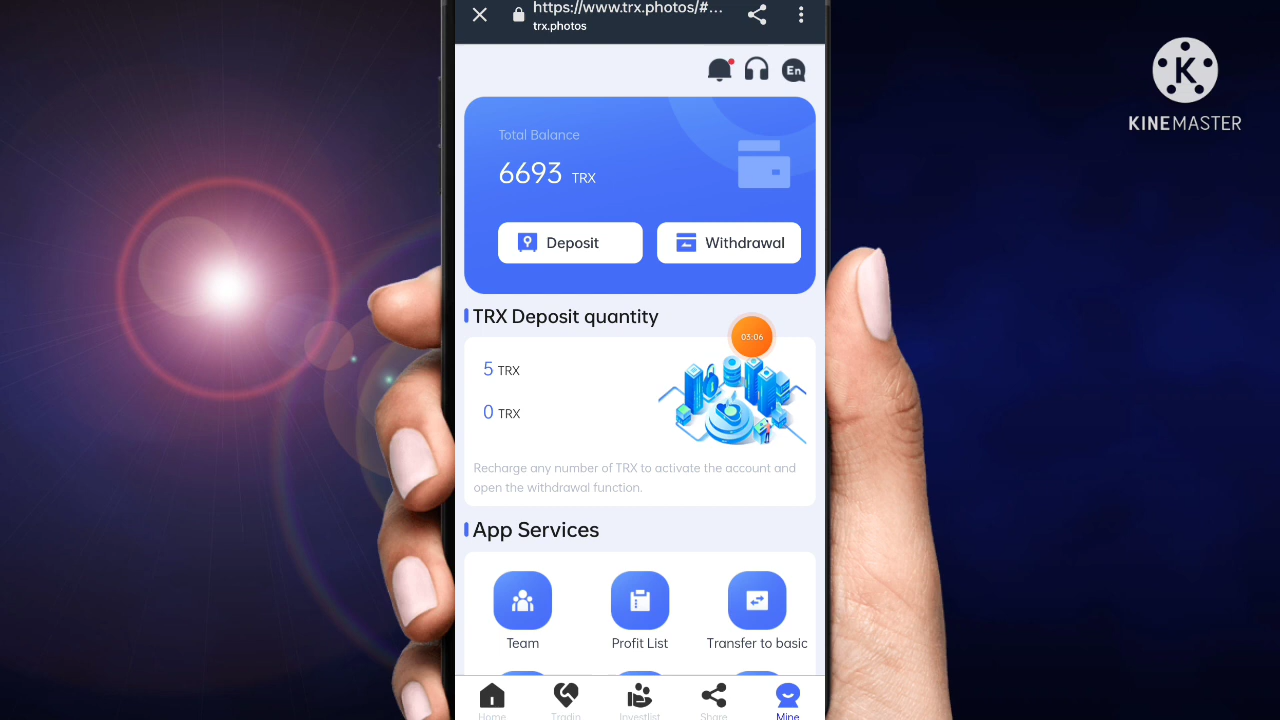 https://www.trx.photos/#...
trx.photos
En
KINEMASTER
Total Balance
6693 TRX
Deposit
Withdrawal
TRX Deposit quantity
03:06
5 TRX
0 TRX
Recharge any number of TRX to activate the account and
open the withdrawal function.
App Services
Team
Profit List
Transfer to basic
Home
Tradin
Investlist
Share
Mine